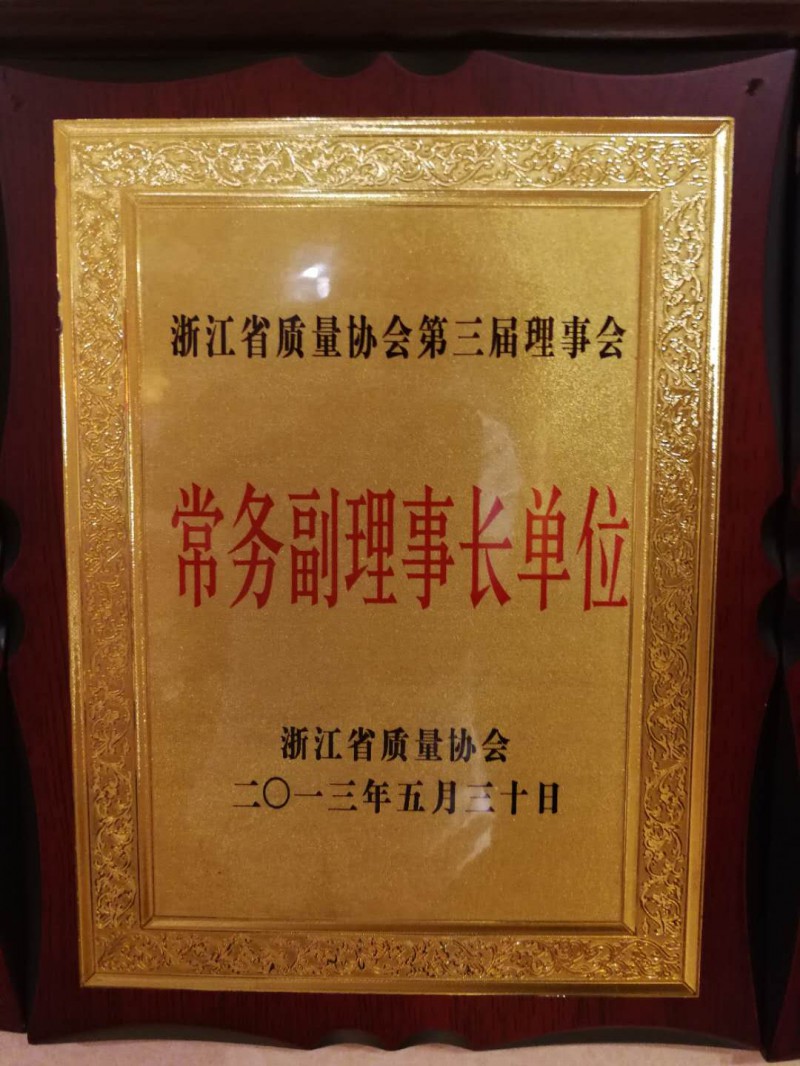 浙江省质量协会第三届理事会
常务副理事长单位
浙江省质量协会
二〇一三年五月三十日